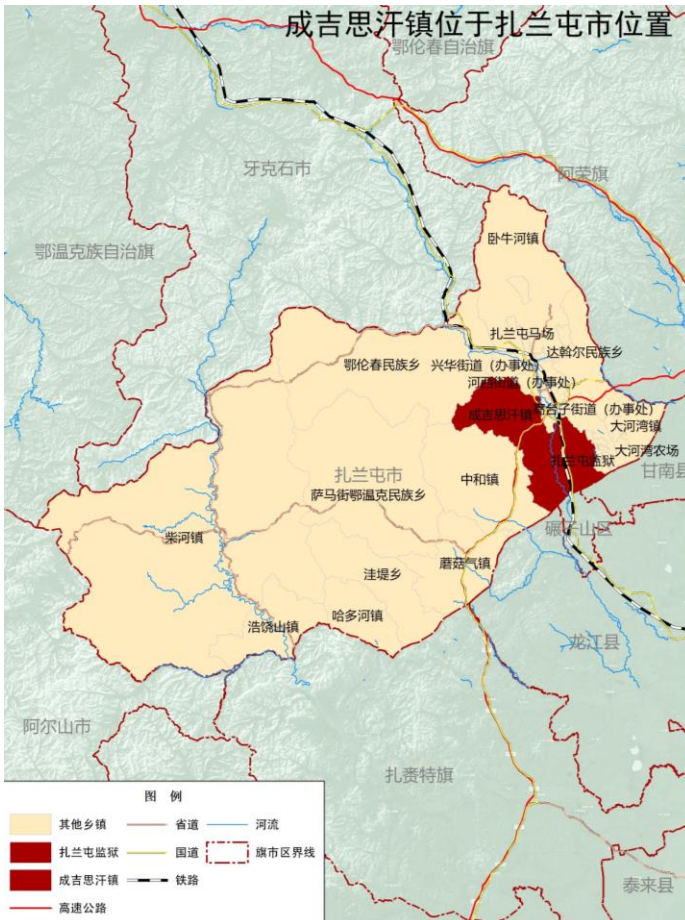 成吉思汗镇位于扎兰屯市位置
鄂伦春自治旗
牙克石市
阿荣旗
卧牛河镇
鄂温克族自治旗
扎兰屯马场
达斡尔民族乡
鄂伦春民族乡
兴华街道（办事处）
河西街道（办事处）
成吉思汗镇
高台子街道（办事处）
大河湾镇
大河湾农场
扎兰屯监狱
甘南县
扎兰屯市
中和镇
萨马街鄂温克民族乡
碾子山区
柴河镇
蘑菇气镇
洼堤乡
哈多河镇
浩饶山镇
龙江县
阿尔山市
扎赉特旗
图 例
其他乡镇 省道 河流
扎兰屯监狱 国道 旗市区界线
成吉思汗镇 铁路
高速公路
泰来县